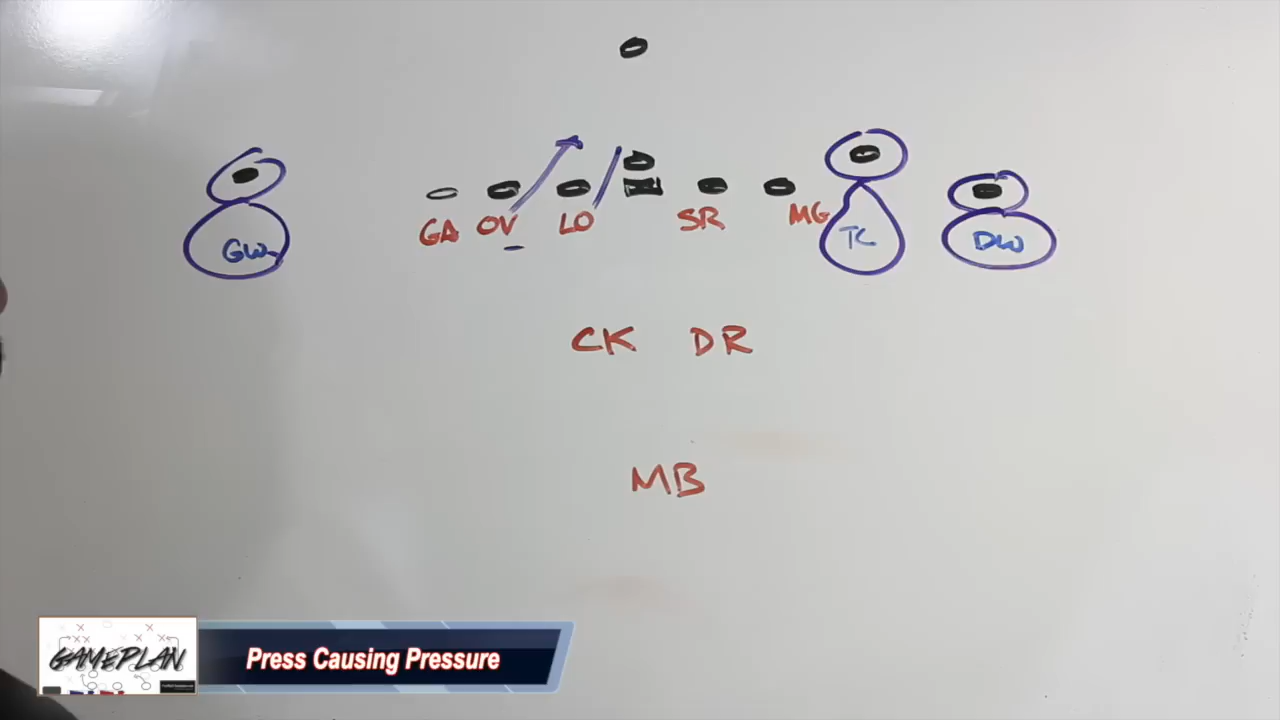 GA OV LO SR MG
GW TC DW
CK DR
MB
GAMEPLAN
Press Causing Pressure